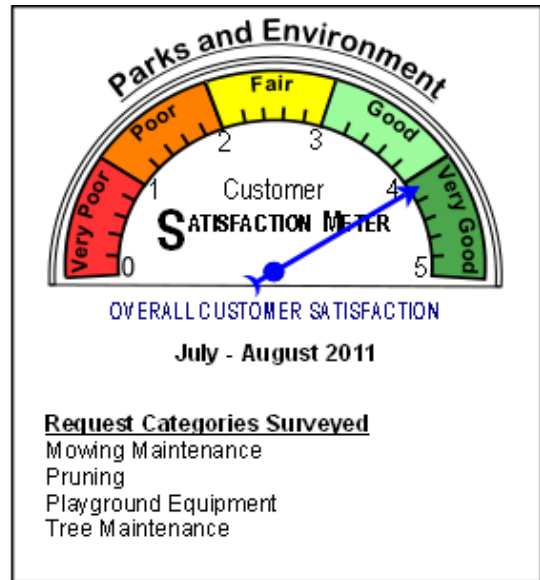 Parks and Environment
Very Poor
Poor
Fair
Good
Very Good
0
1
2
3
4
5
Customer
SATISFACTION METER
OVERALL CUSTOMER SATISFACTION
July - August 2011
Request Categories Surveyed
Mowing Maintenance
Pruning
Playground Equipment
Tree Maintenance